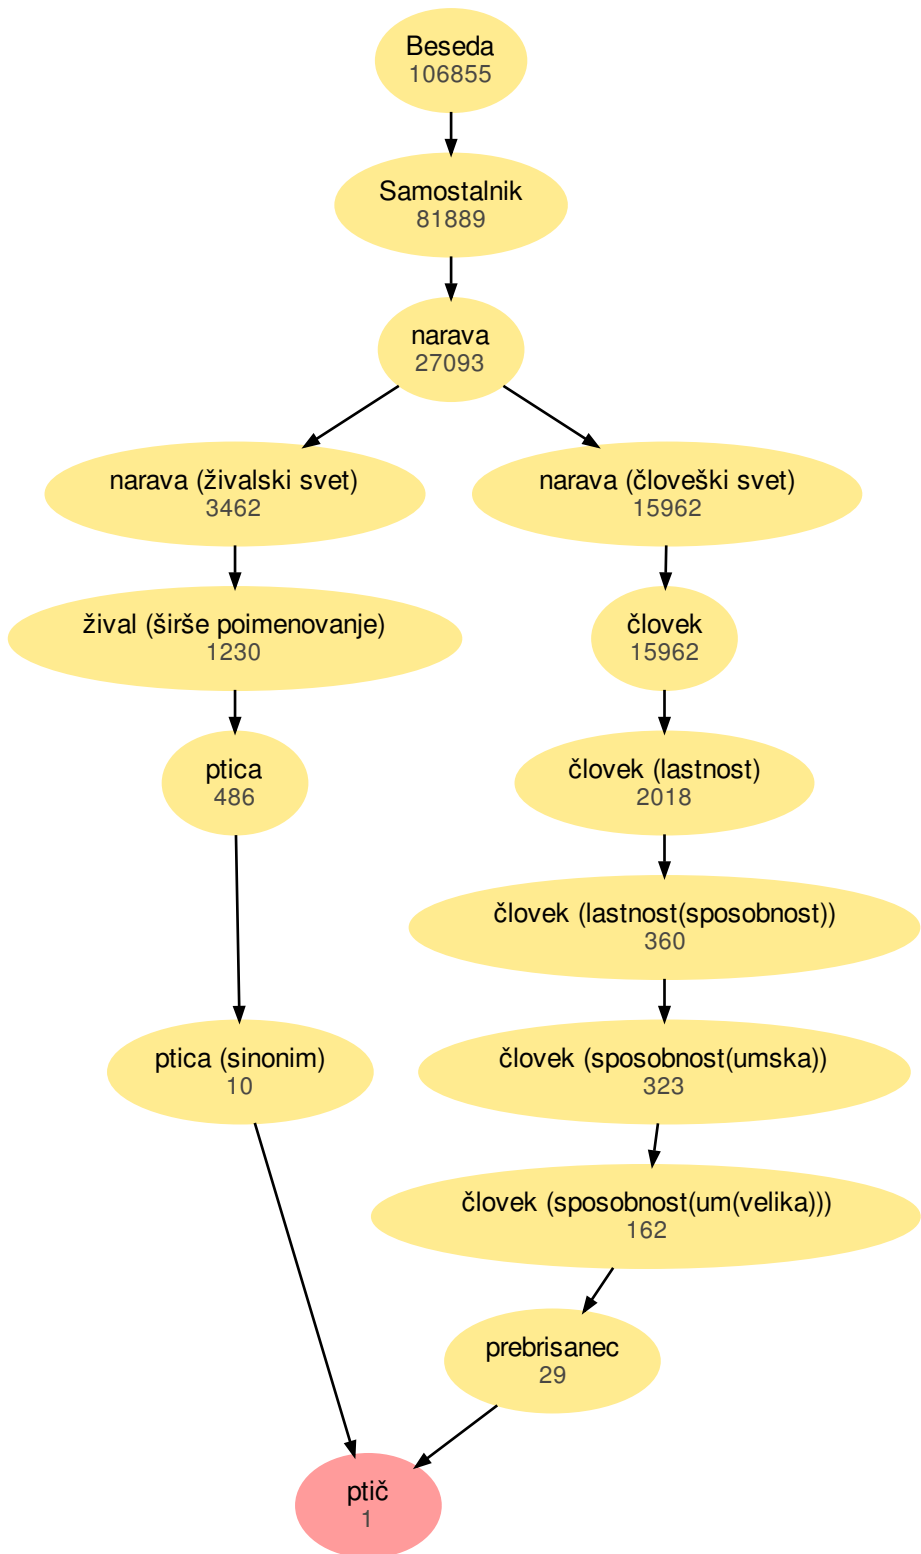 Beseda
106855
Samostalnik
81889
narava
27093
narava (živalski svet)
3462
narava (človeški svet)
15962
žival (širše poimenovanje)
1230
človek
15962
ptica
486
človek (lastnost)
2018
človek (lastnost(sposobnost))
360
ptica (sinonim)
10
človek (sposobnost(umska))
323
človek (sposobnost(um(velika)))
162
prebrisanec
29
ptič
1